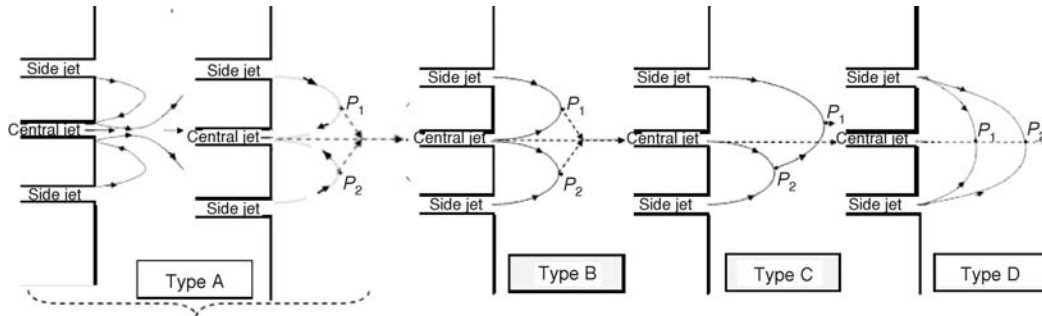 Side jet
Central jet
Side jet
Type A
Side jet
Central jet
Side jet
P1
P2
Side jet
Central jet
Side jet
P1
P2
Type B
Side jet
Central jet
Side jet
P1
P2
Type C
Side jet
Central jet
Side jet
P1
P2
Type D